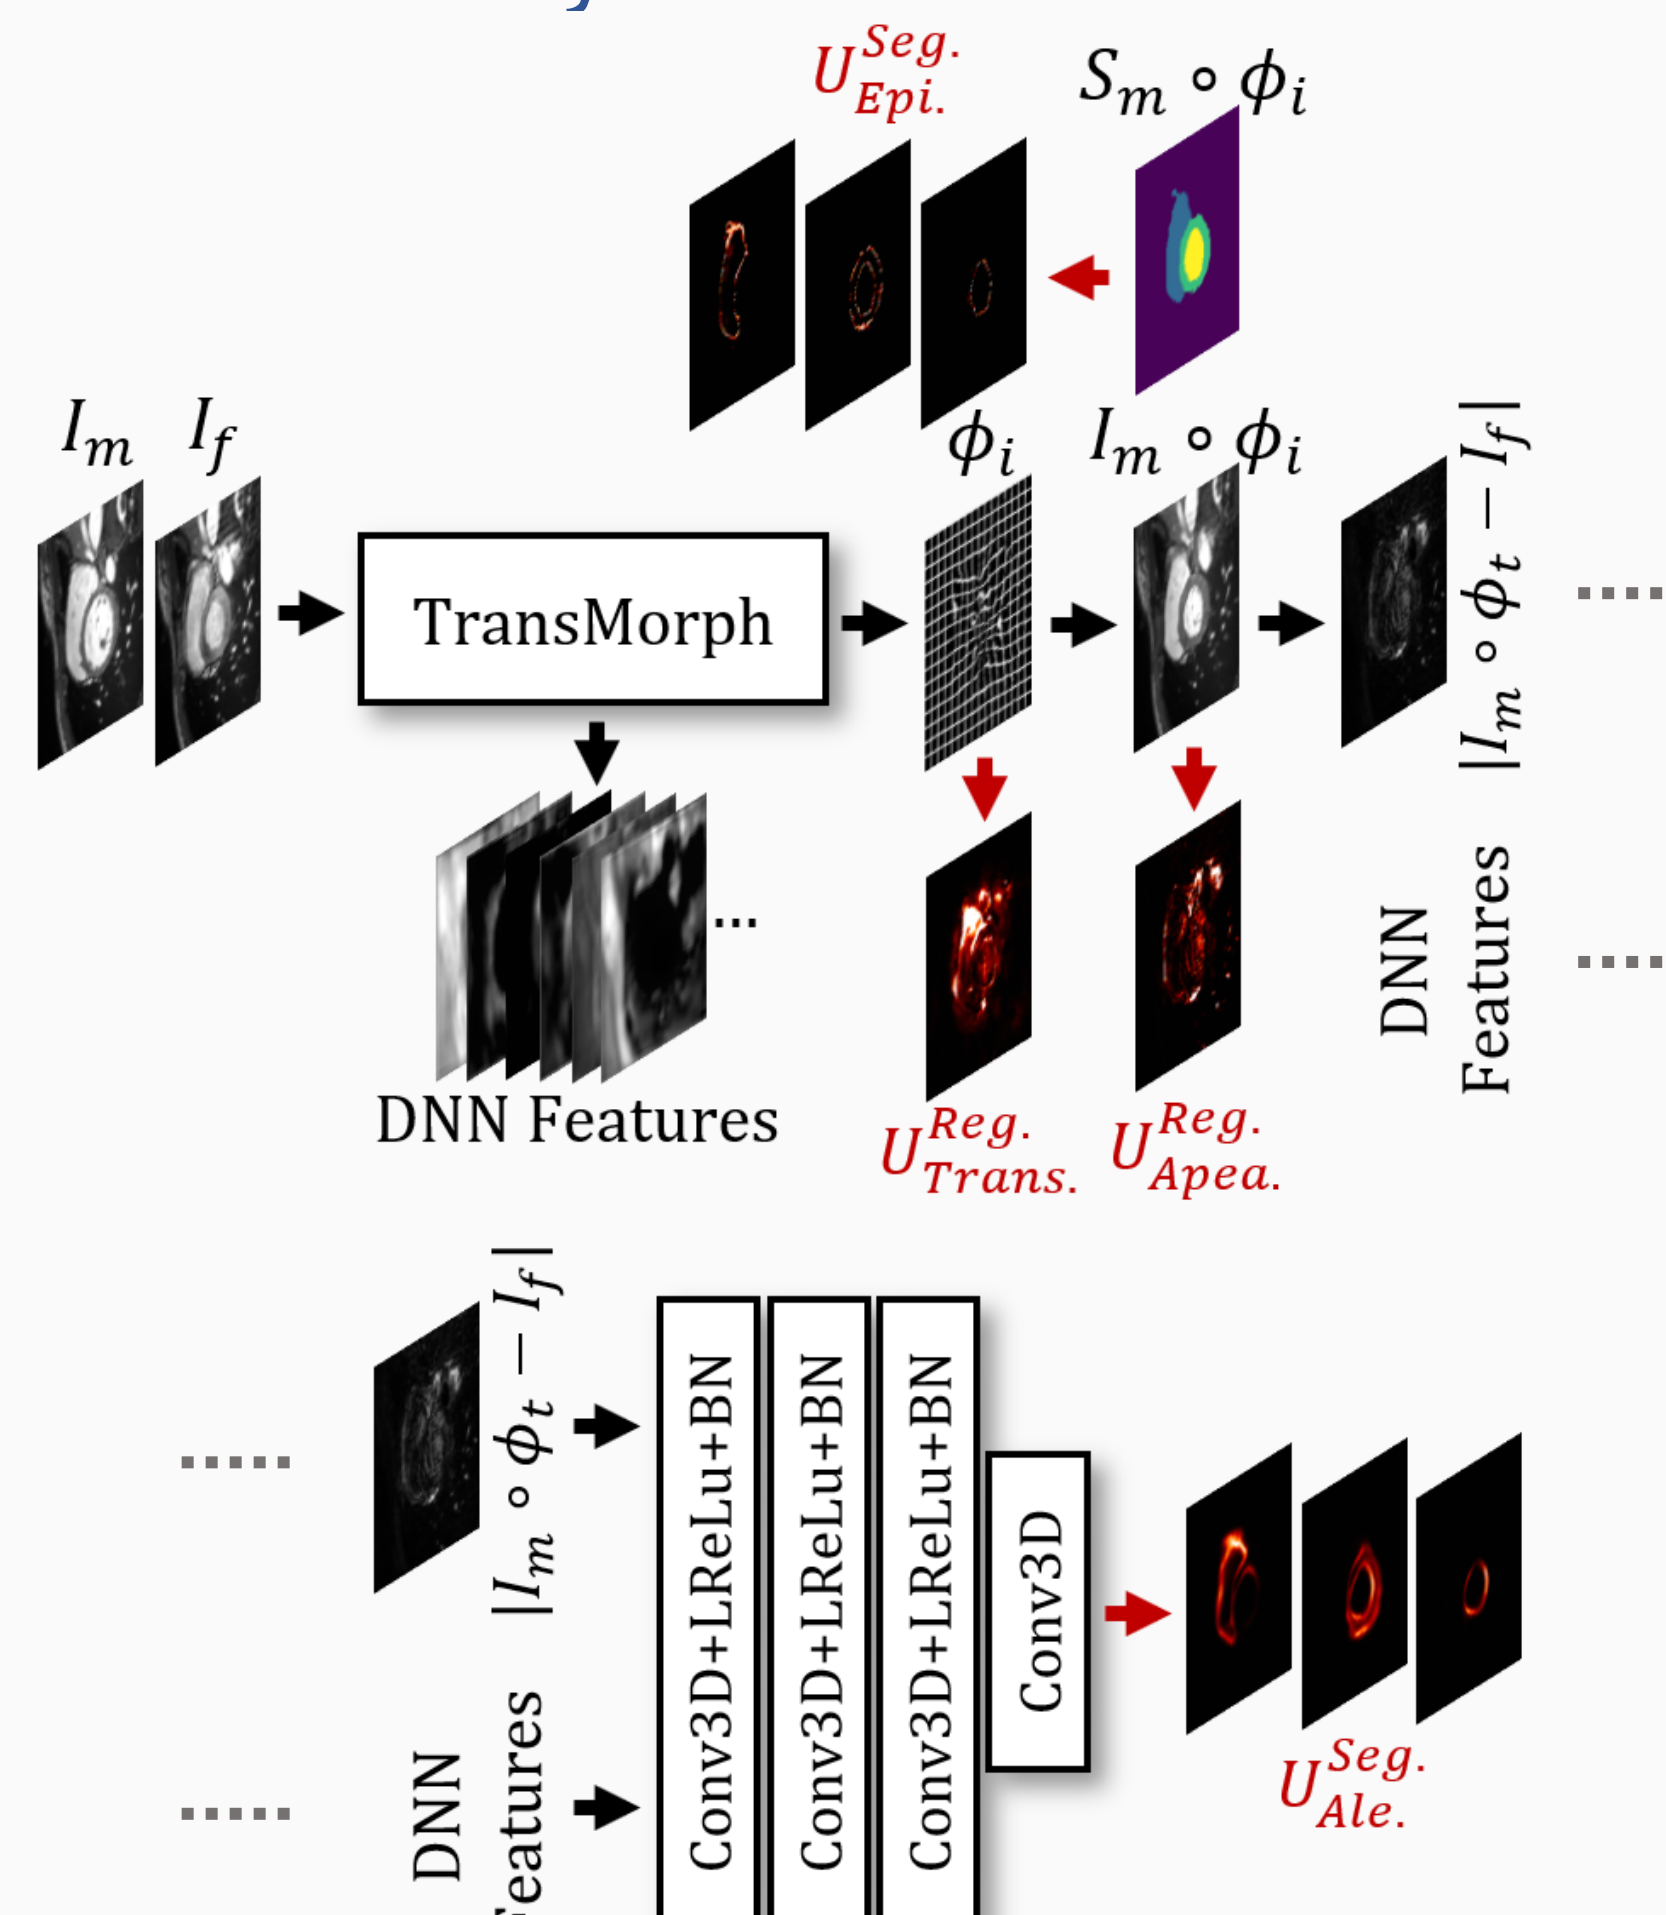 U^{Seg.}_{Epi.}
S_m ∘ ϕ_i
I_m
I_f
ϕ_i
I_m ∘ ϕ_i
|I_m ∘ ϕ_t − I_f|
TransMorph
...
DNN Features
U^{Reg.}_{Trans.}
U^{Reg.}_{Apea.}
DNN
Features
|I_m ∘ ϕ_t − I_f|
DNN
Features
Conv3D+LReLu+BN
Conv3D+LReLu+BN
Conv3D+LReLu+BN
Conv3D
U^{Seg.}_{Ale.}